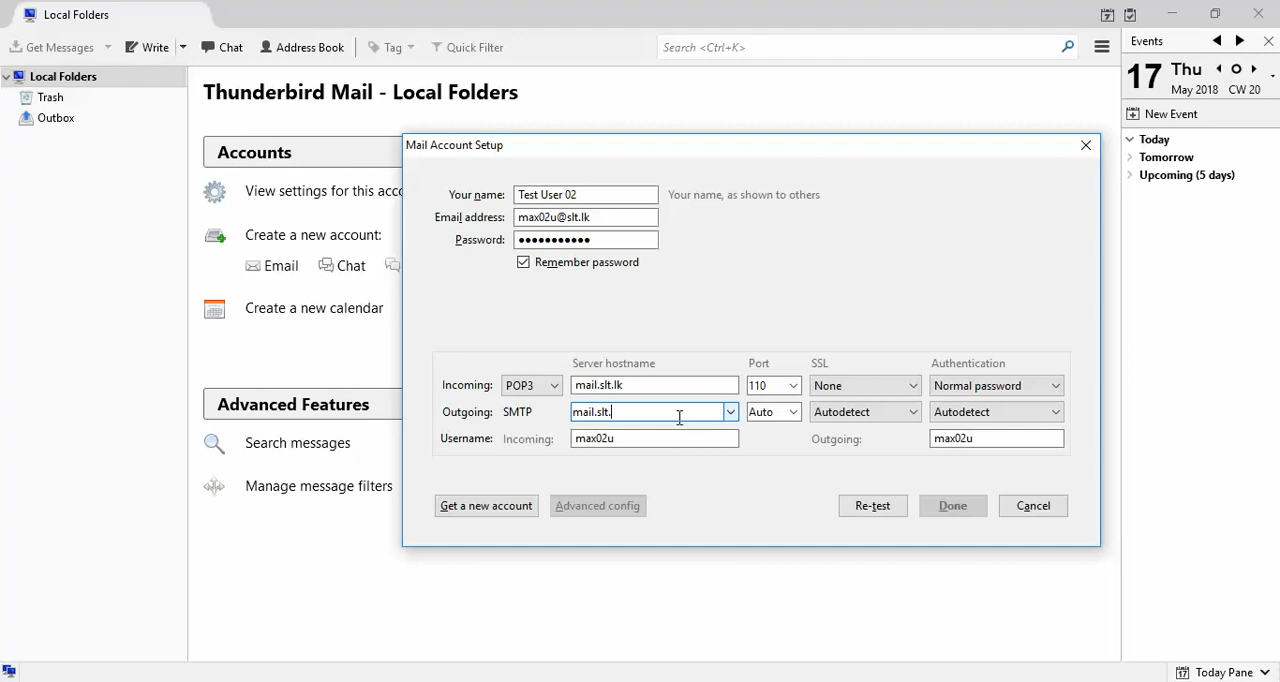 Local Folders
Get Messages Write Chat Address Book Tag Quick Filter Search <Ctrl+K>
Events
Local Folders
Trash
Outbox
Thunderbird Mail - Local Folders
Accounts
View settings for this acco
Create a new account:
Email Chat
Create a new calendar
Advanced Features
Search messages
Manage message filters
Mail Account Setup
Your name: Test User 02 Your name, as shown to others
Email address: max02u@slt.lk
Password: •••••••••••
Remember password
Server hostname Port SSL Authentication
Incoming: POP3 mail.slt.lk 110 None Normal password
Outgoing: SMTP mail.slt. Auto Autodetect Autodetect
Username: Incoming: max02u Outgoing: max02u
Get a new account Advanced config Re-test Done Cancel
17 Thu
May 2018 CW 20
New Event
Today
Tomorrow
Upcoming (5 days)
17 Today Pane